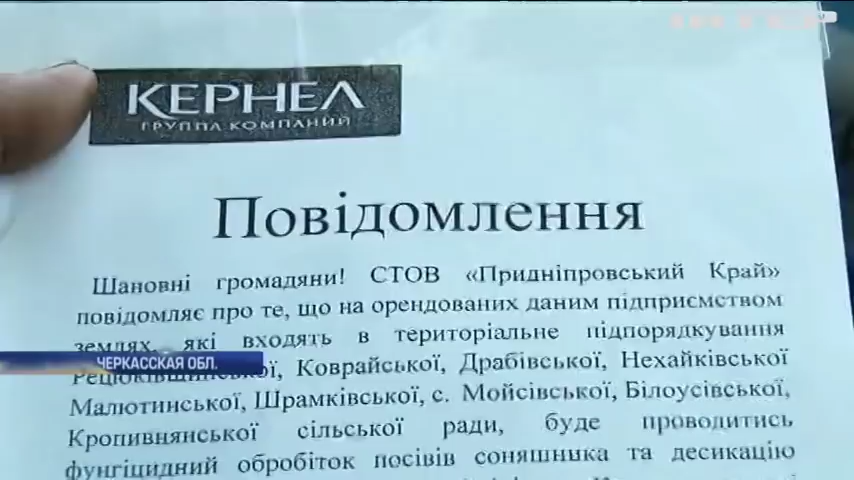 КЕРНЕЛ
ГРУППА КОМПАНИЙ
Повідомлення
Шановні громадяни! СТОВ «Придніпровський Край»
повідомляє про те, що на орендованих даним підприємством
землях, які входять в територіальне підпорядкування
ЧЕРКАССКАЯ ОБЛ.
Коврайської, Драбівської, Нехайківської
Малютинської, Шрамківської, с. Мойсівської, Білоусівської,
Кропивнянської сільської ради, буде проводитись
фунгіцидний обробіток посівів соняшника та десикацію